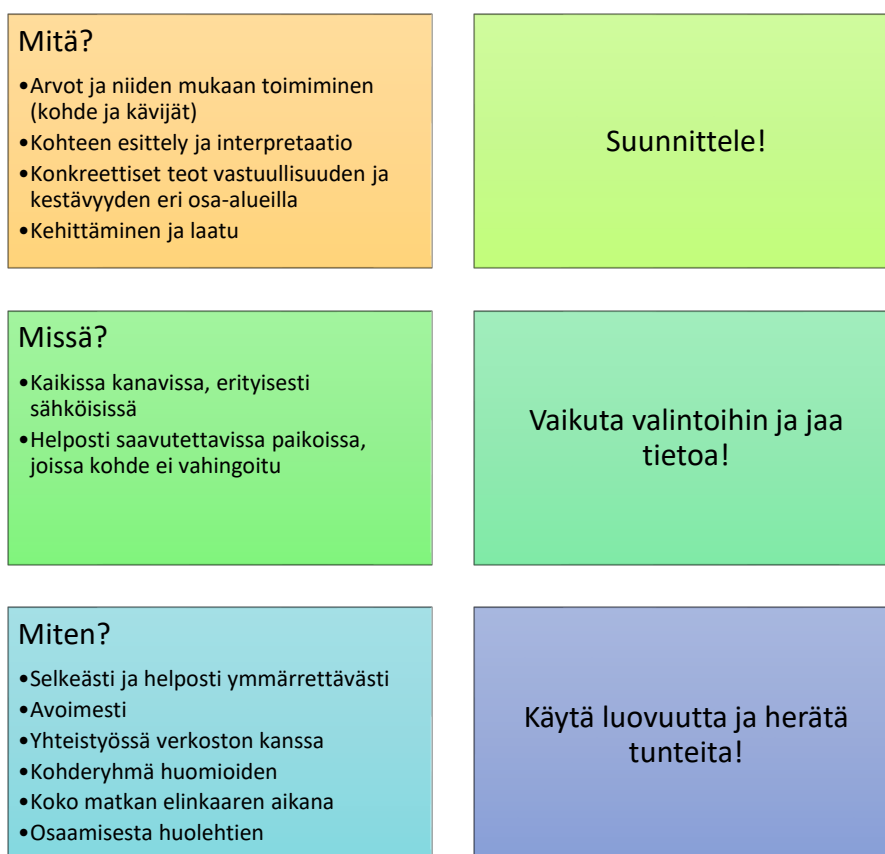 Mitä?
•Arvot ja niiden mukaan toimiminen
(kohde ja kävijät)
•Kohteen esittely ja interpretaatio
•Konkreettiset teot vastuullisuuden ja
kestävyyden eri osa-alueilla
•Kehittäminen ja laatu
Suunnittele!
Missä?
•Kaikissa kanavissa, erityisesti
sähköisissä
•Helposti saavutettavissa paikoissa,
joissa kohde ei vahingoitu
Vaikuta valintoihin ja jaa
tietoa!
Miten?
•Selkeästi ja helposti ymmärrettävästi
•Avoimesti
•Yhteistyössä verkoston kanssa
•Kohderyhmä huomioiden
•Koko matkan elinkaaren aikana
•Osaamisesta huolehtien
Käytä luovuutta ja herätä
tunteita!